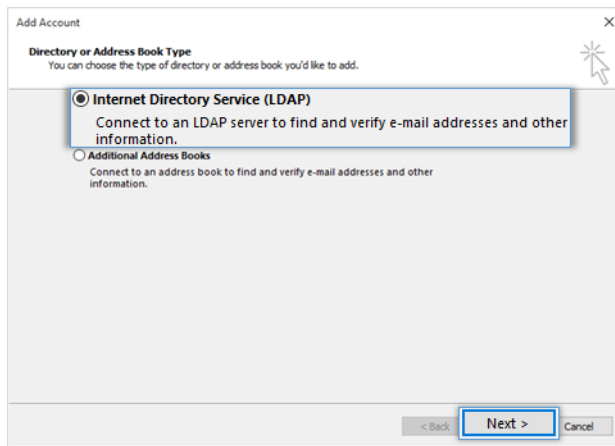 Add Account
Directory or Address Book Type
You can choose the type of directory or address book you'd like to add.
Internet Directory Service (LDAP)
Connect to an LDAP server to find and verify e-mail addresses and other
information.
Additional Address Books
Connect to an address book to find and verify e-mail addresses and other
information.
< Back Next > Cancel